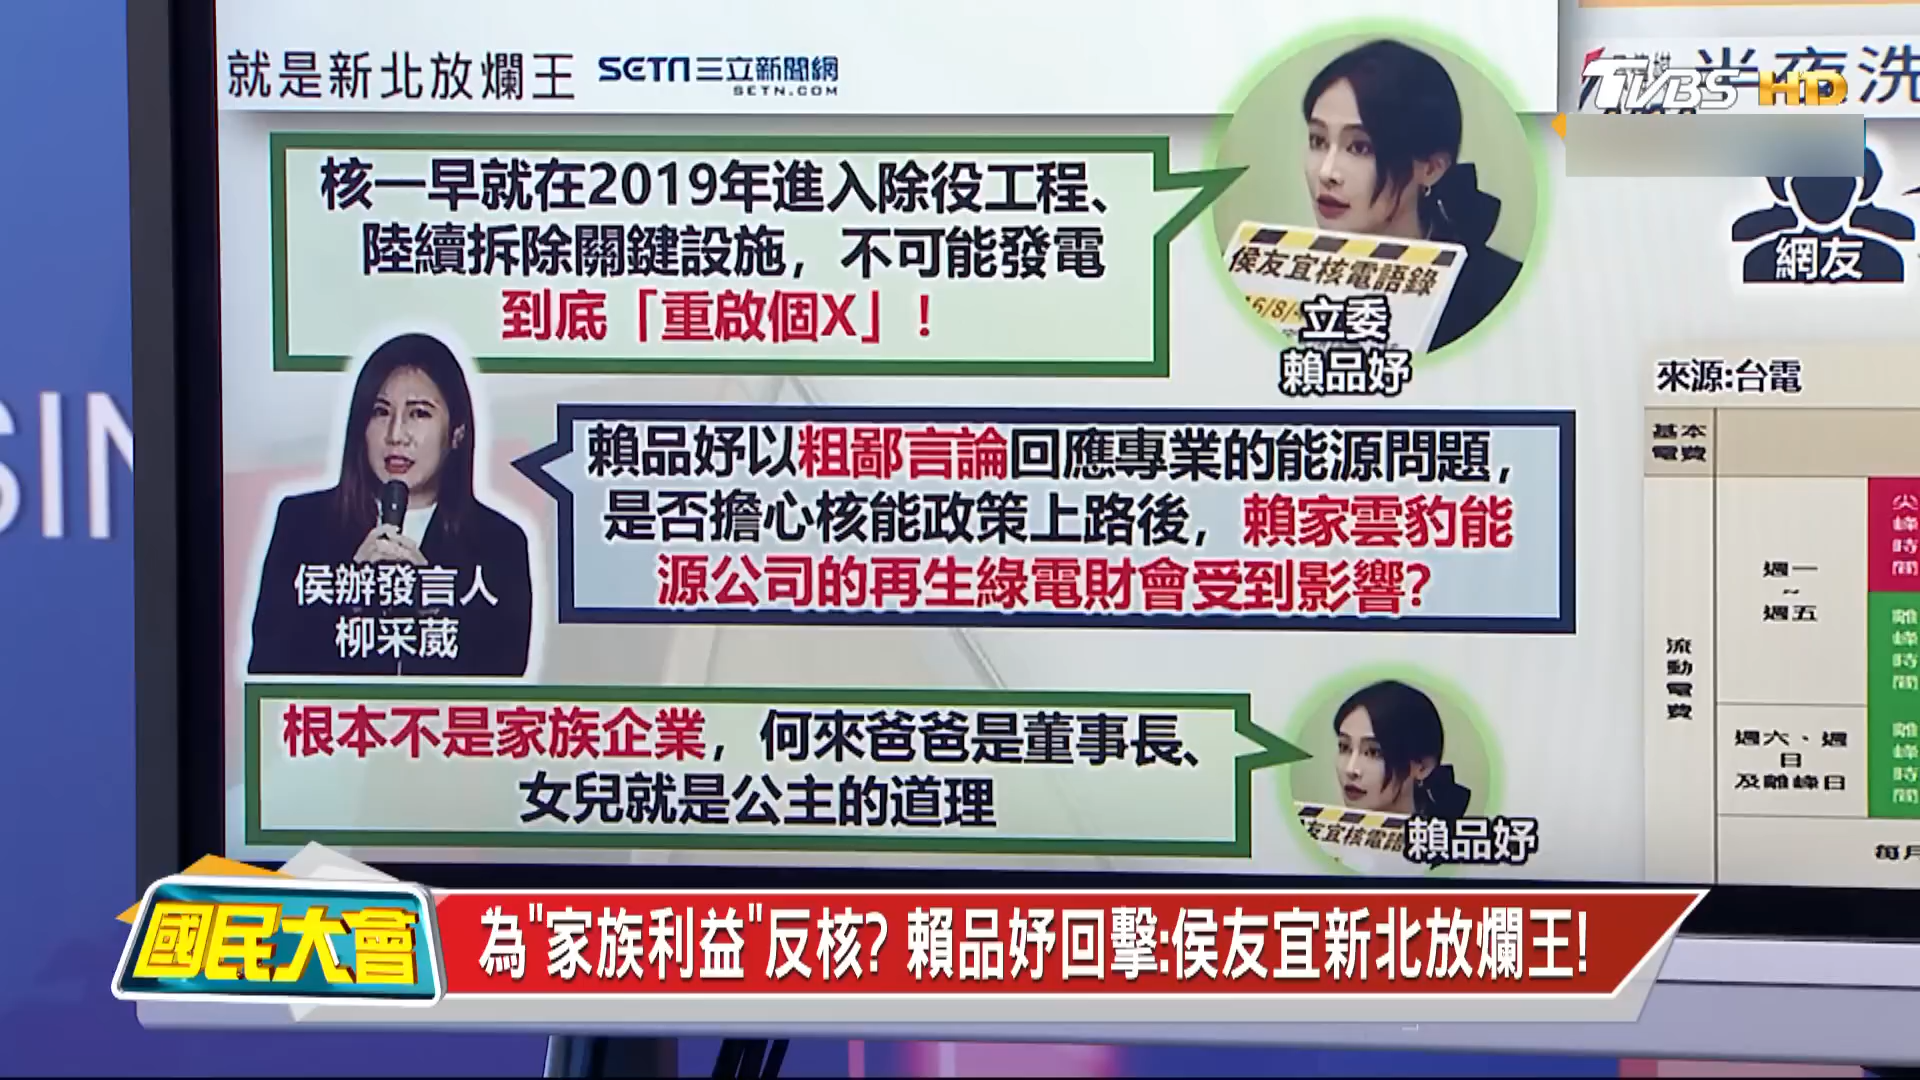 就是新北放爛王
SETN三立新聞網
SETN.COM
TVBS HD
半夜洗
核一早就在2019年進入除役工程、
陸續拆除關鍵設施，不可能發電
到底「重啟個X」！
侯友宜核電語錄
立委
賴品妤
網友
賴品妤以粗鄙言論回應專業的能源問題，
是否擔心核能政策上路後，賴家雲豹能
源公司的再生綠電財會受到影響？
侯辦發言人
柳采葳
根本不是家族企業，何來爸爸是董事長、
女兒就是公主的道理
友宜核電語
賴品妤
來源:台電
基本
電費
流動電費
週一
~
週五
尖峰時間
離峰時間
週六、週
日
及離峰日
離峰時間
每月
SIN
國民大會
為"家族利益"反核? 賴品妤回擊:侯友宜新北放爛王!